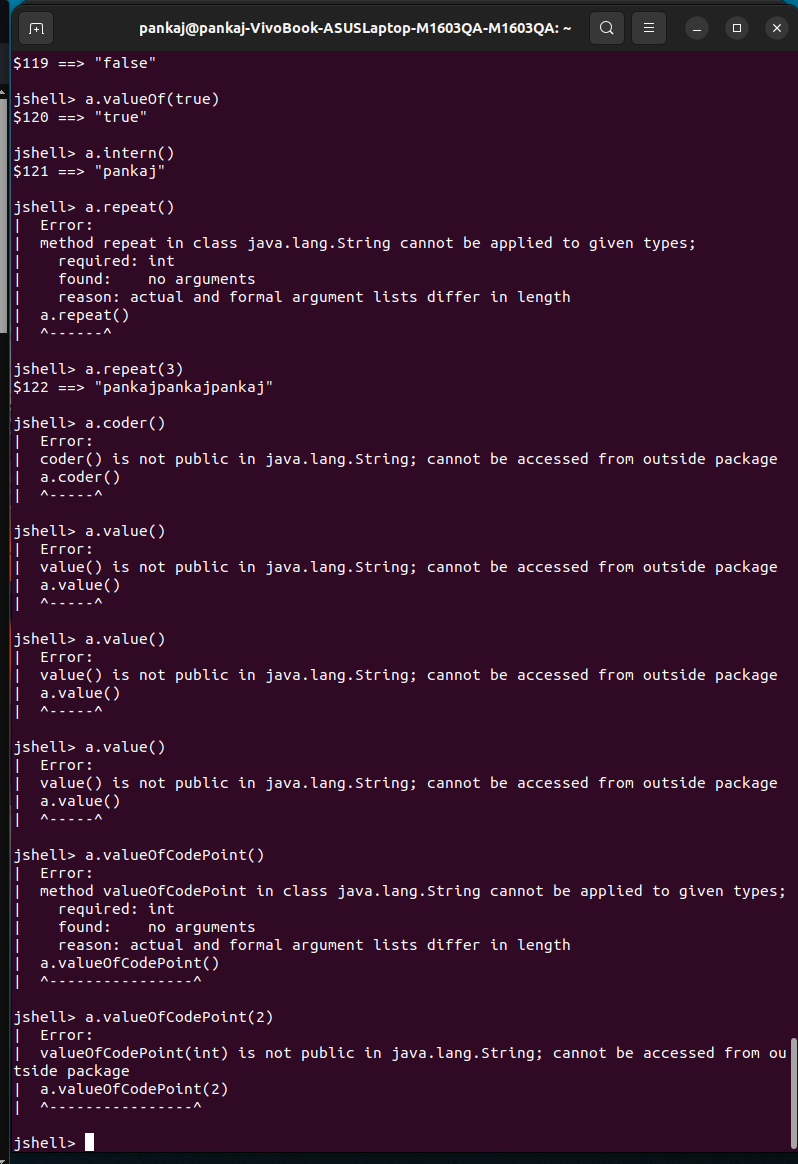 pankaj@pankaj-VivoBook-ASUSLaptop-M1603QA-M1603QA: ~
$119 ==> "false"
jshell> a.valueOf(true)
$120 ==> "true"
jshell> a.intern()
$121 ==> "pankaj"
jshell> a.repeat()
|  Error:
|  method repeat in class java.lang.String cannot be applied to given types;
|    required: int
|    found:    no arguments
|    reason: actual and formal argument lists differ in length
|  a.repeat()
|  ^------^
jshell> a.repeat(3)
$122 ==> "pankajpankajpankaj"
jshell> a.coder()
|  Error:
|  coder() is not public in java.lang.String; cannot be accessed from outside package
|  a.coder()
|  ^-----^
jshell> a.value()
|  Error:
|  value() is not public in java.lang.String; cannot be accessed from outside package
|  a.value()
|  ^-----^
jshell> a.value()
|  Error:
|  value() is not public in java.lang.String; cannot be accessed from outside package
|  a.value()
|  ^-----^
jshell> a.value()
|  Error:
|  value() is not public in java.lang.String; cannot be accessed from outside package
|  a.value()
|  ^-----^
jshell> a.valueOfCodePoint()
|  Error:
|  method valueOfCodePoint in class java.lang.String cannot be applied to given types;
|    required: int
|    found:    no arguments
|    reason: actual and formal argument lists differ in length
|  a.valueOfCodePoint()
|  ^----------------^
jshell> a.valueOfCodePoint(2)
|  Error:
|  valueOfCodePoint(int) is not public in java.lang.String; cannot be accessed from ou
tside package
|  a.valueOfCodePoint(2)
|  ^----------------^
jshell>